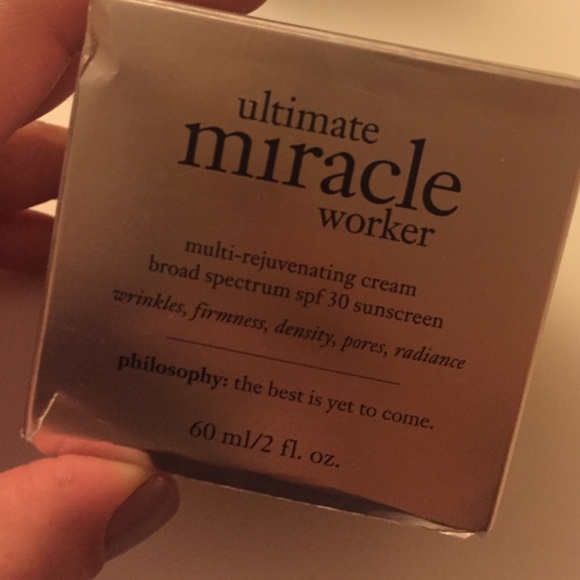 ultimate
miracle
worker
multi-rejuvenating cream
broad spectrum spf 30 sunscreen
wrinkles, firmness, density, pores, radiance
philosophy: the best is yet to come.
60 ml/2 fl. oz.